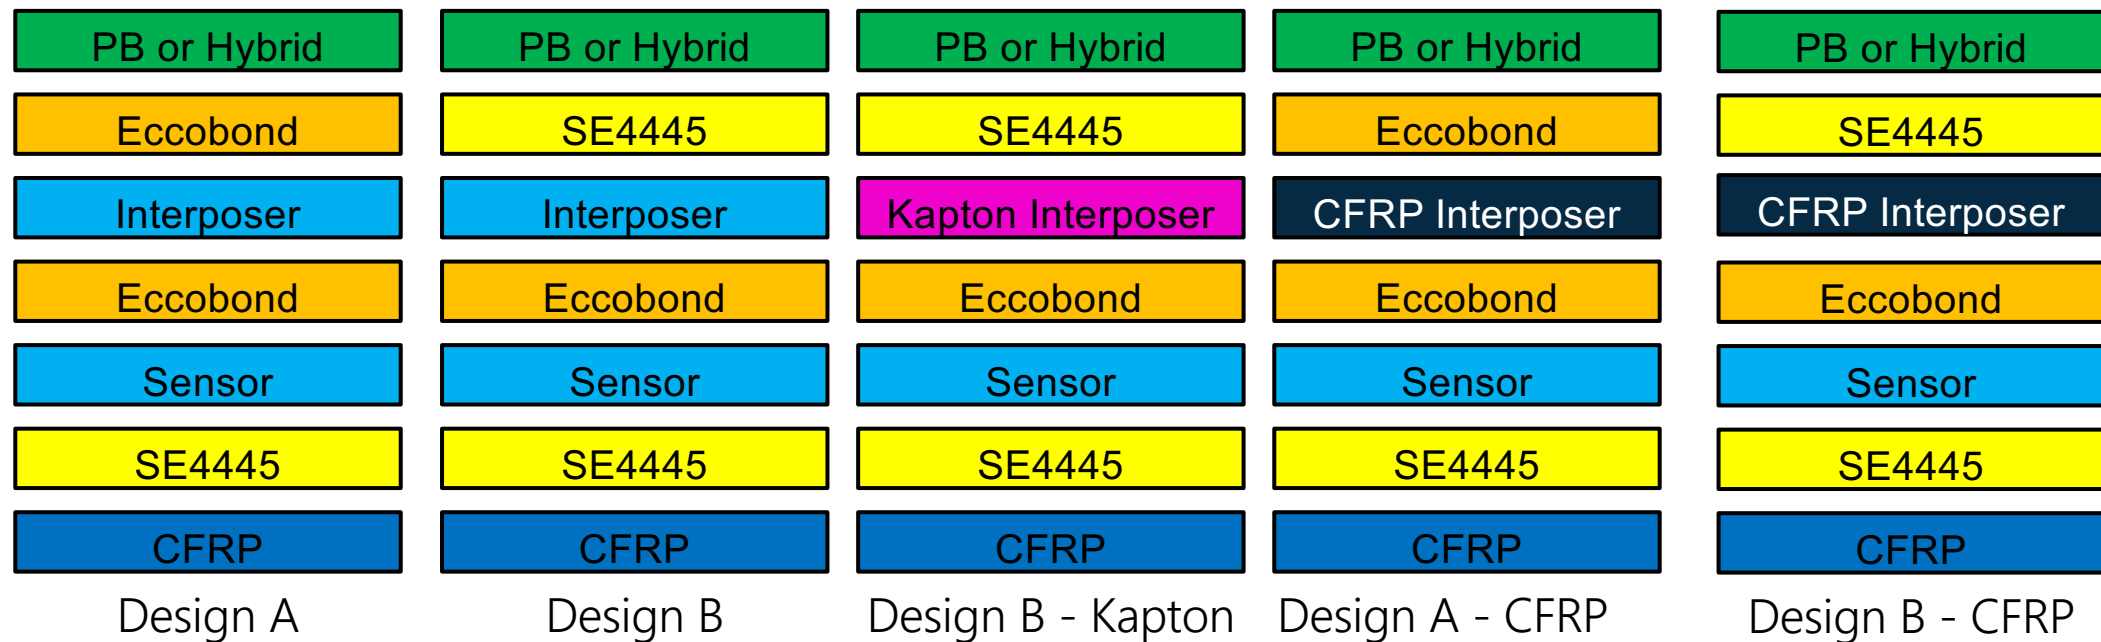 PB or Hybrid
Eccobond
Interposer
Eccobond
Sensor
SE4445
CFRP
Design A
PB or Hybrid
SE4445
Interposer
Eccobond
Sensor
SE4445
CFRP
Design B
PB or Hybrid
SE4445
Kapton Interposer
Eccobond
Sensor
SE4445
CFRP
Design B - Kapton
PB or Hybrid
Eccobond
CFRP Interposer
Eccobond
Sensor
SE4445
CFRP
Design A - CFRP
PB or Hybrid
SE4445
CFRP Interposer
Eccobond
Sensor
SE4445
CFRP
Design B - CFRP